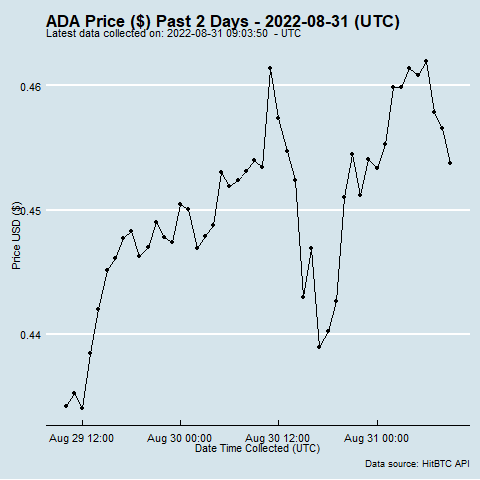 ADA Price ($) Past 2 Days - 2022-08-31 (UTC)
Latest data collected on: 2022-08-31 09:03:50 - UTC
0.46
0.45
0.44
Price USD ($)
Aug 29 12:00
Aug 30 00:00
Aug 30 12:00
Aug 31 00:00
Date Time Collected (UTC)
Data source: HitBTC API